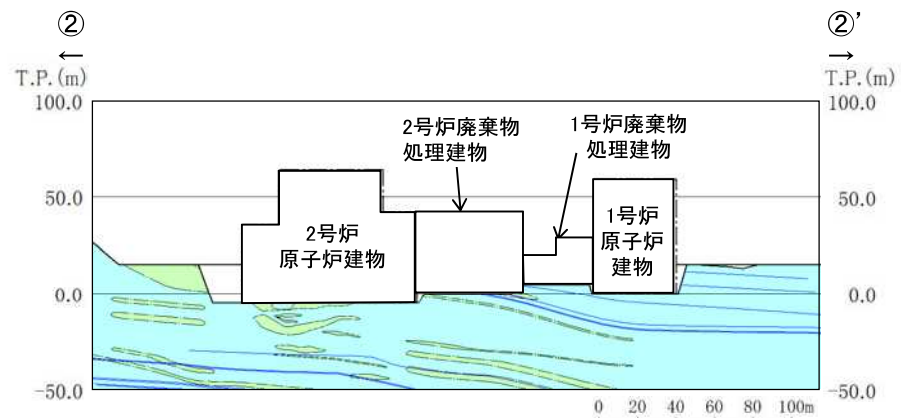 ②
←
②’
→
T.P.(m)
T.P.(m)
100.0
100.0
2号炉廃棄物
処理建物
1号炉廃棄物
処理建物
50.0
50.0
2号炉
原子炉建物
1号炉
原子炉
建物
0.0
0.0
-50.0
-50.0
0 20 40 60 80 100m